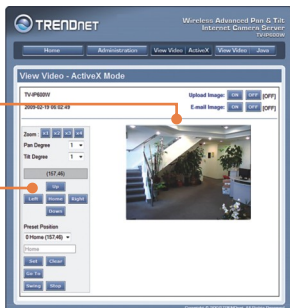 TRENDNET
Wireless Advanced Pan & Tilt
Internet Camera Server
TV-IP600W
Home
Administration
View Video : ActiveX
View Video : Java
View Video - ActiveX Mode
TV-IP600W
2009-02-19 06:02:49
Upload Image: ON OFF [OFF]
E-mail Image: ON OFF [OFF]
Zoom : x1 x2 x3 x4
Pan Degree 1
Tilt Degree 1
(157,46)
Up
Left Home Right
Down
Preset Position
0 Home (157,46)
Home
Set Clear
Go To
Swing Stop